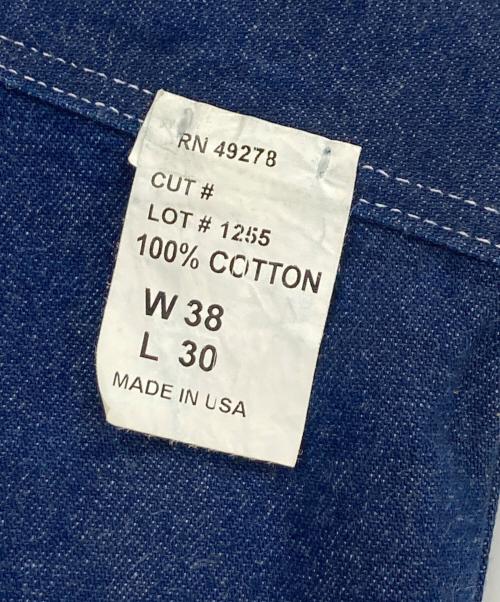 RN 49278
CUT #
LOT # 1255
100% COTTON
W 38
L 30
MADE IN USA